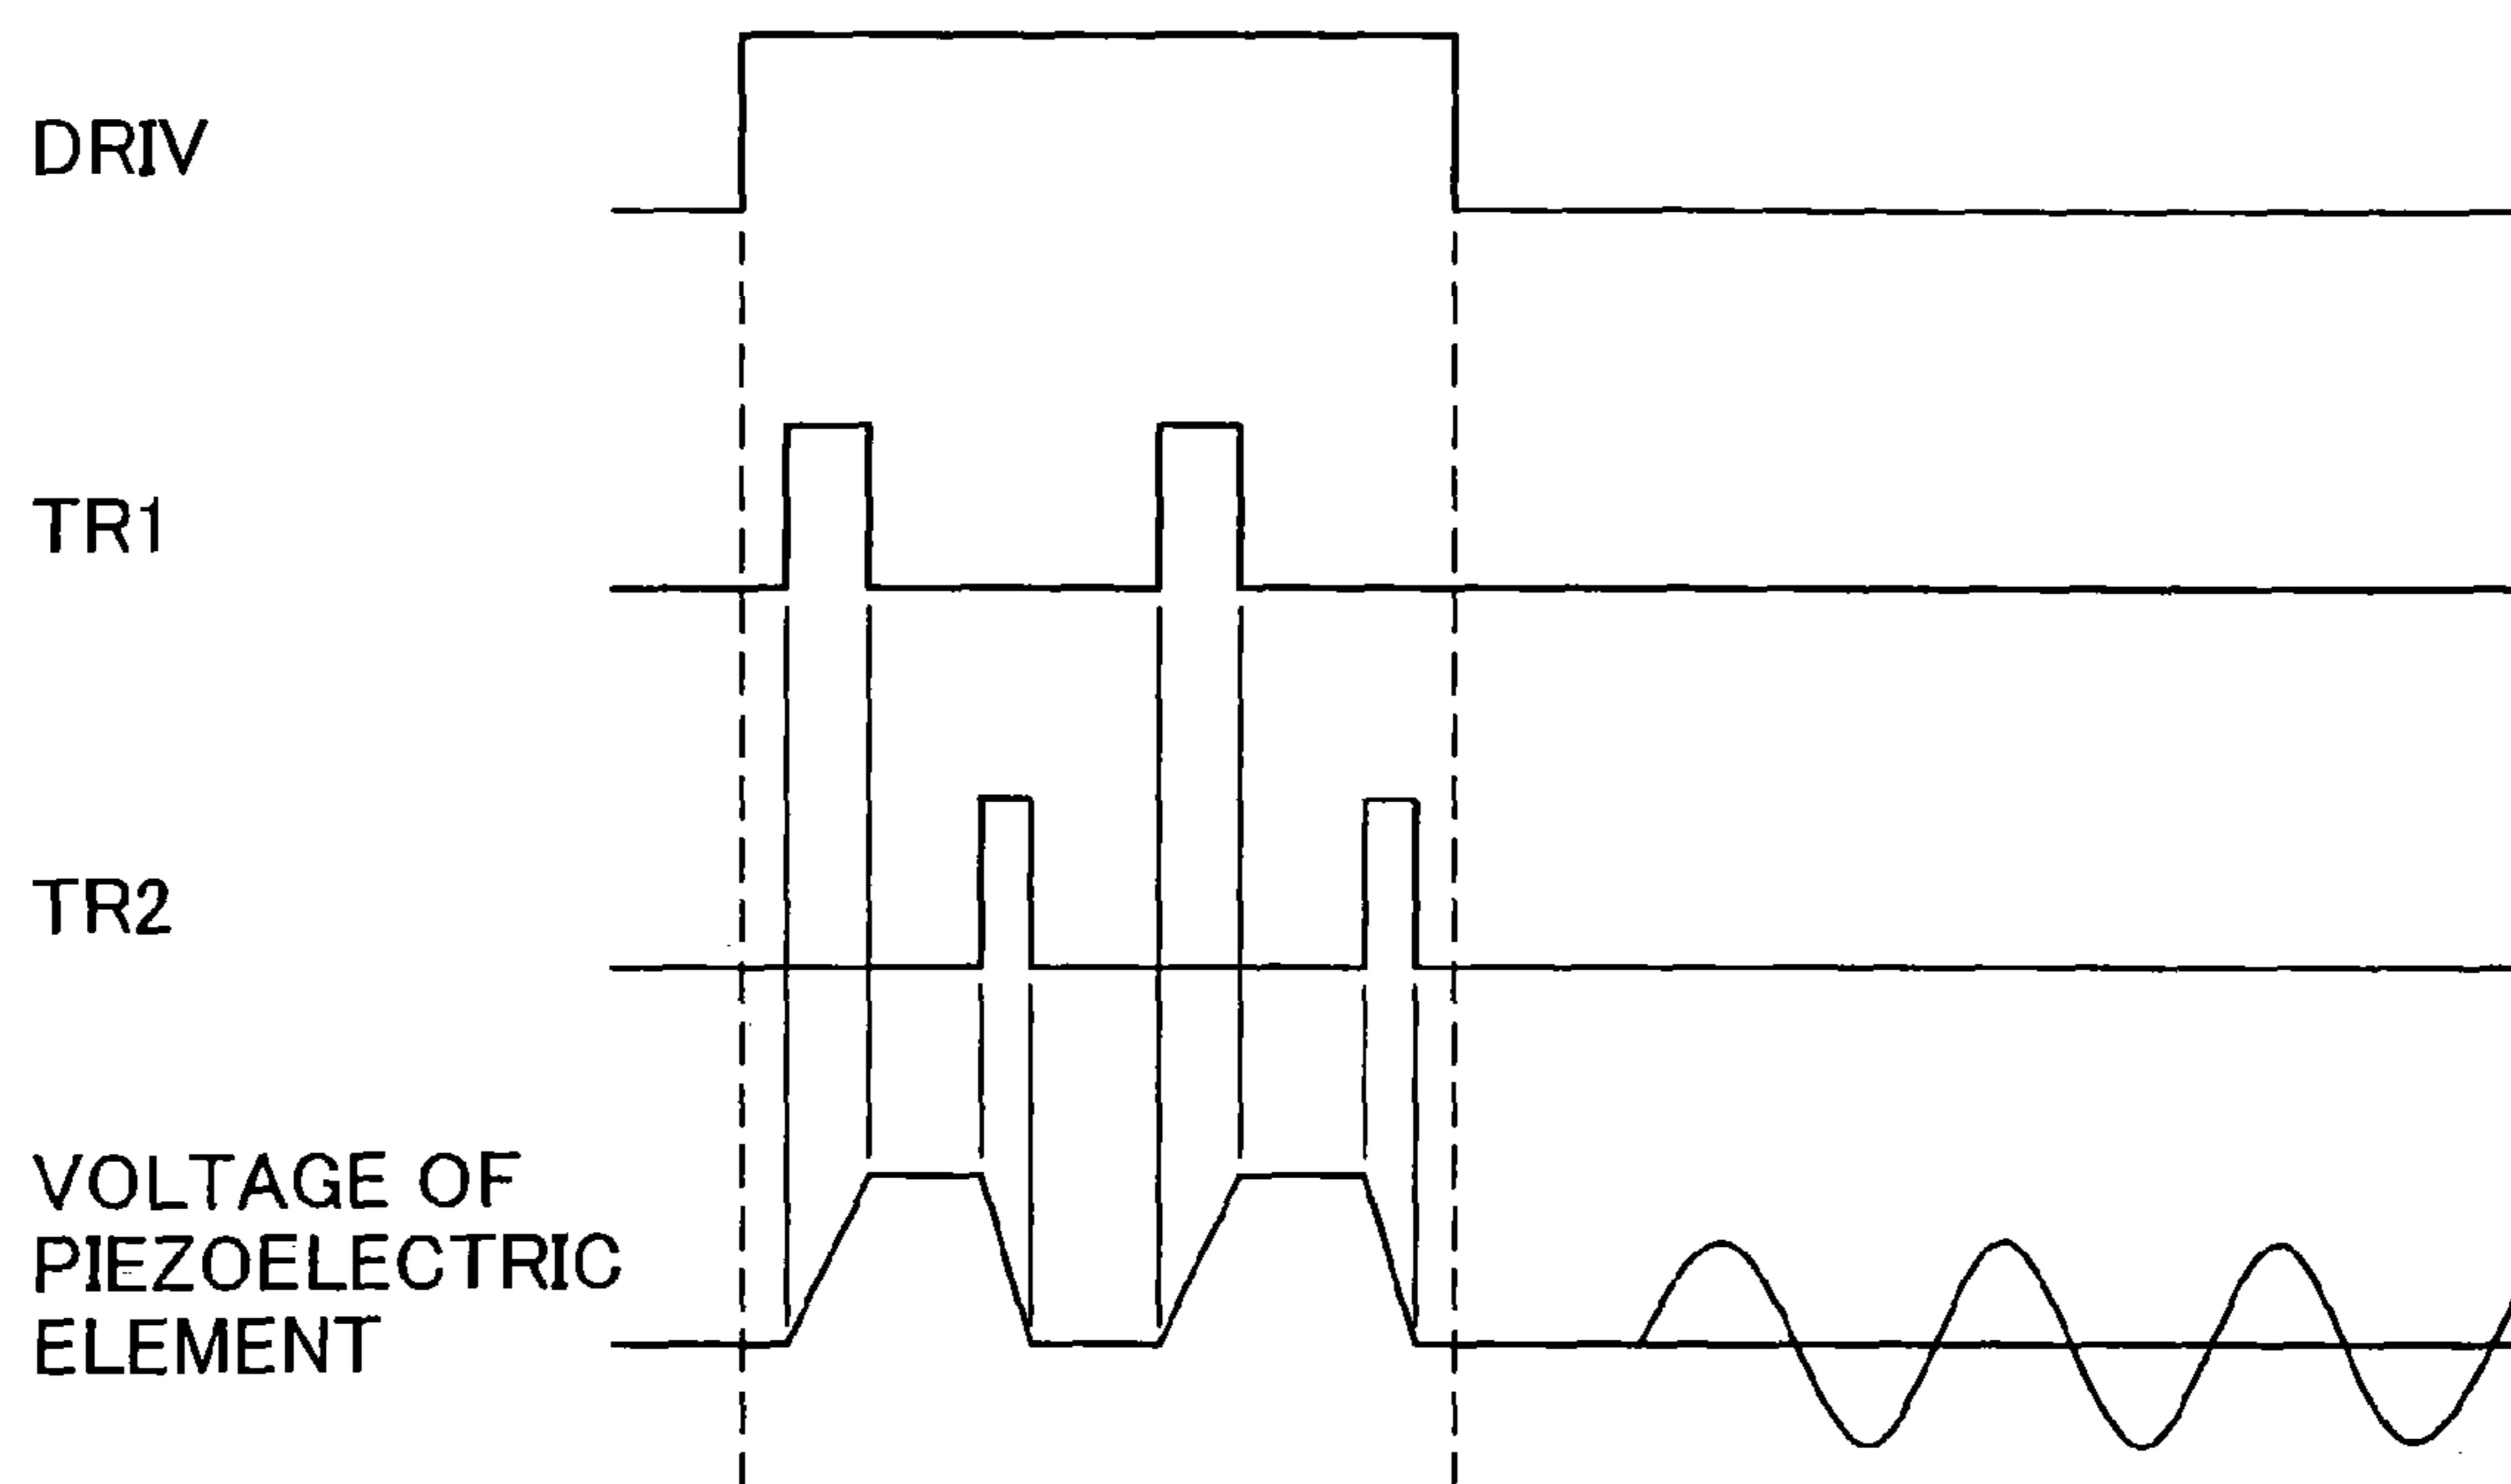 DRIV
TR1
TR2
VOLTAGE OF
PIEZOELECTRIC
ELEMENT